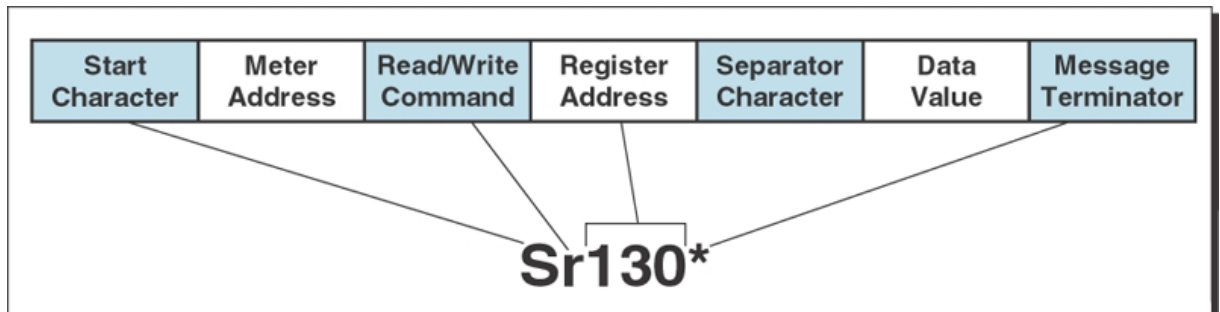 Start Character
Meter Address
Read/Write Command
Register Address
Separator Character
Data Value
Message Terminator
Sr130*